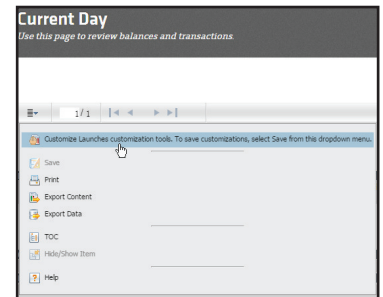 Current Day
Use this page to review balances and transactions.
1/1
Customize Launches customization tools. To save customizations, select Save from this dropdown menu.
Save
Print
Export Content
Export Data
TOC
Hide/Show Item
Help